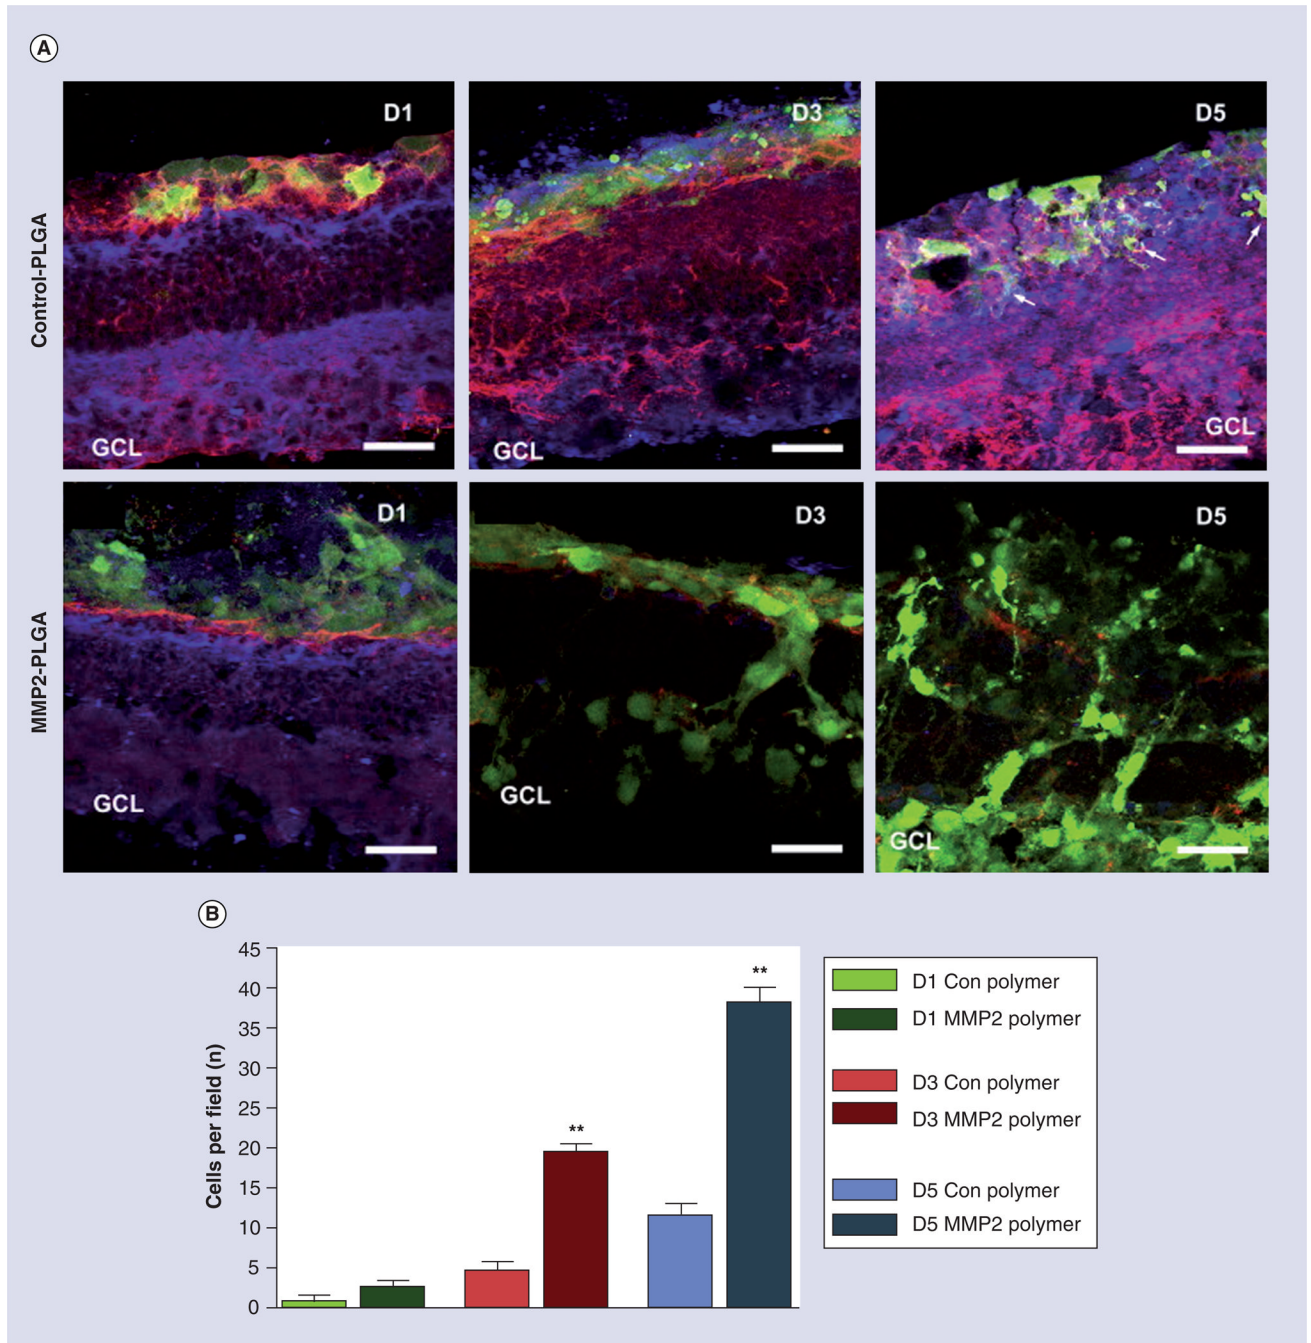 A
D1
D3
D5
Control-PLGA
GCL
GCL
GCL
D1
D3
D5
MMP2-PLGA
GCL
GCL
GCL
B
45
40
35
30
25
20
15
10
5
0
Cells per field (n)
**
**
D1 Con polymer
D1 MMP2 polymer
D3 Con polymer
D3 MMP2 polymer
D5 Con polymer
D5 MMP2 polymer